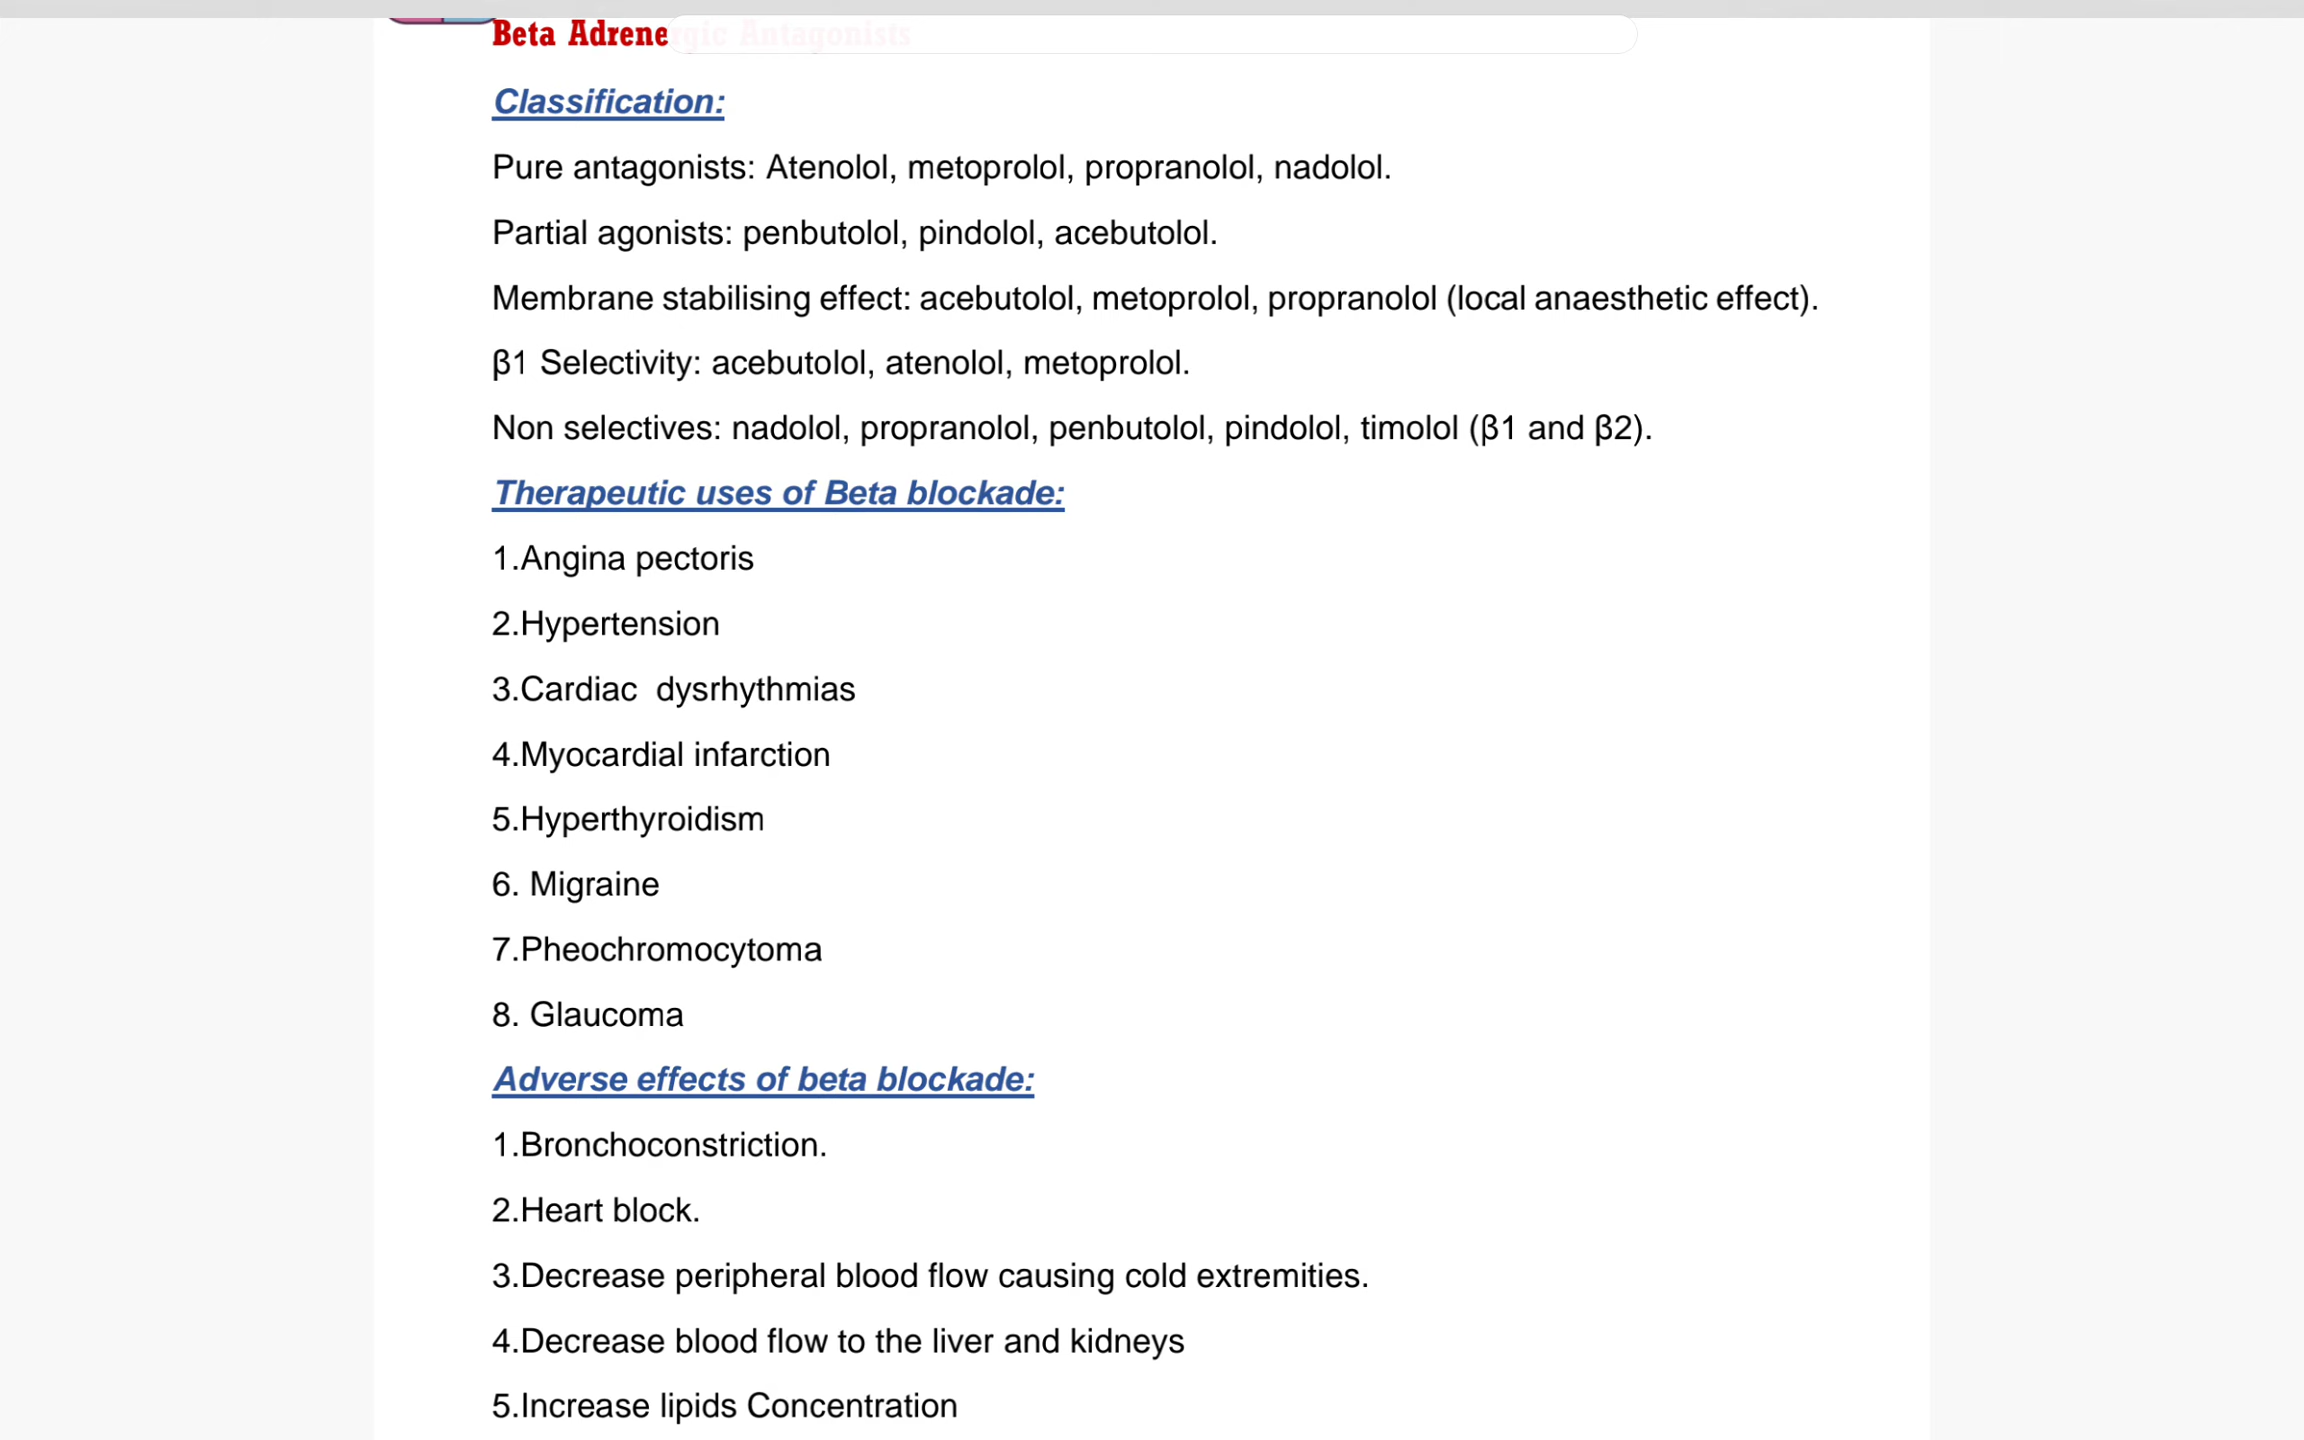 Beta Adrenergic Antagonists
Classification:
Pure antagonists: Atenolol, metoprolol, propranolol, nadolol.
Partial agonists: penbutolol, pindolol, acebutolol.
Membrane stabilising effect: acebutolol, metoprolol, propranolol (local anaesthetic effect).
β1 Selectivity: acebutolol, atenolol, metoprolol.
Non selectives: nadolol, propranolol, penbutolol, pindolol, timolol (β1 and β2).
Therapeutic uses of Beta blockade:
1.Angina pectoris
2.Hypertension
3.Cardiac  dysrhythmias
4.Myocardial infarction
5.Hyperthyroidism
6. Migraine
7.Pheochromocytoma
8. Glaucoma
Adverse effects of beta blockade:
1.Bronchoconstriction.
2.Heart block.
3.Decrease peripheral blood flow causing cold extremities.
4.Decrease blood flow to the liver and kidneys
5.Increase lipids Concentration